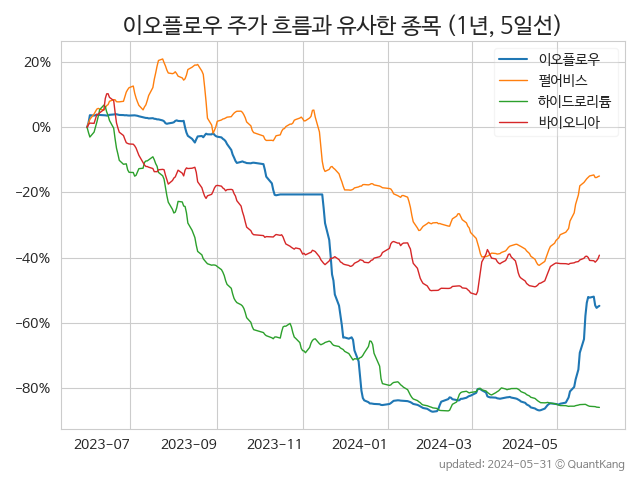 이오플로우 주가 흐름과 유사한 종목 (1년, 5일선)
이오플로우
펄어비스
하이드로리튬
바이오니아
20%
0%
−20%
−40%
−60%
−80%
2023-07 2023-09 2023-11 2024-01 2024-03 2024-05
updated: 2024-05-31 © QuantKang